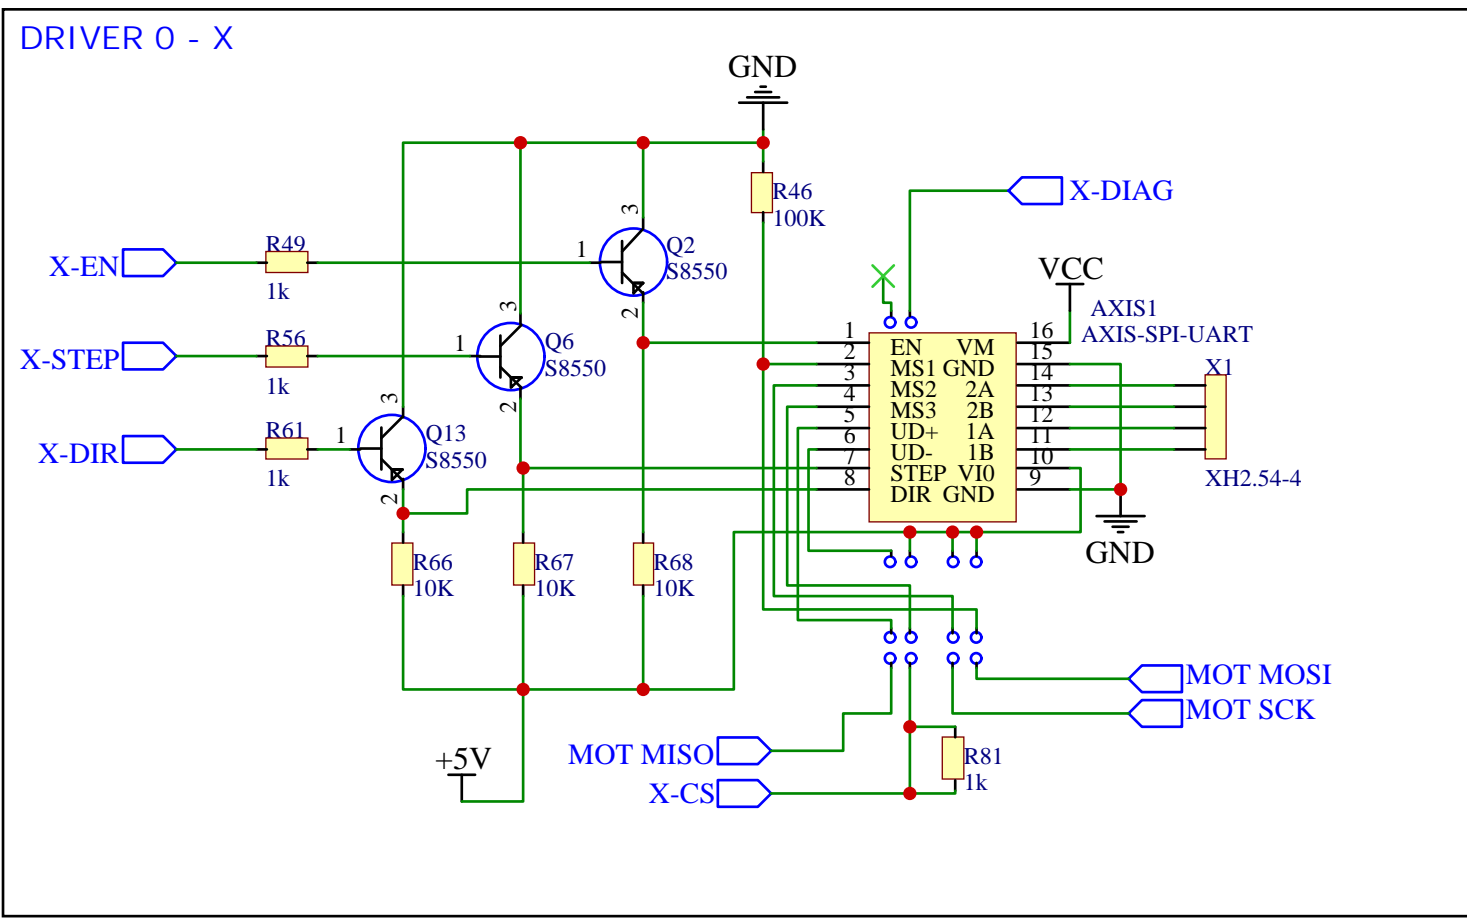 DRIVER 0 - X
GND
R46
100K
X-DIAG
X-EN
R49
1k
1
3
Q2
S8550
2
VCC
AXIS1
AXIS-SPI-UART
X-STEP
R56
1k
1
3
Q6
S8550
2
X-DIR
R61
1k
1
3
Q13
S8550
2
1 EN VM 16
2 MS1 GND 15
3 MS2 2A 14
4 MS3 2B 13
5 UD+ 1A 12
6 UD- 1B 11
7 STEP VI0 10
8 DIR GND 9
X1
XH2.54-4
GND
R66
10K
R67
10K
R68
10K
MOT MOSI
MOT SCK
MOT MISO
X-CS
R81
1k
+5V